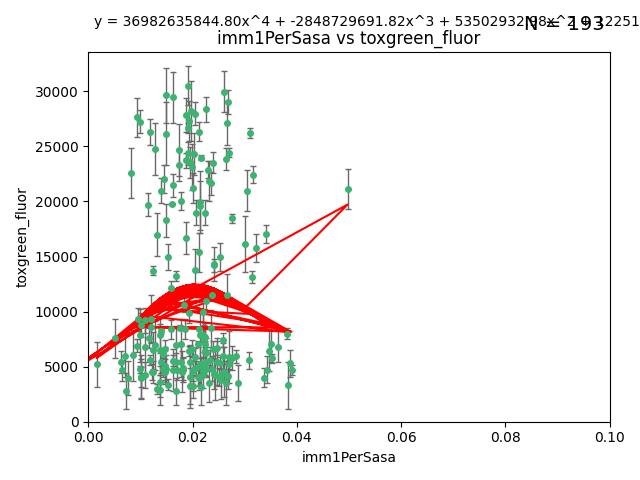 y = 36982635844.80x^4 + -2848729691.82x^3 +
N = 193
imm1PerSasa vs toxgreen_fluor
30000
25000
20000
15000
10000
5000
0
toxgreen_fluor
0.00 0.02 0.04 0.06 0.08 0.10
imm1PerSasa